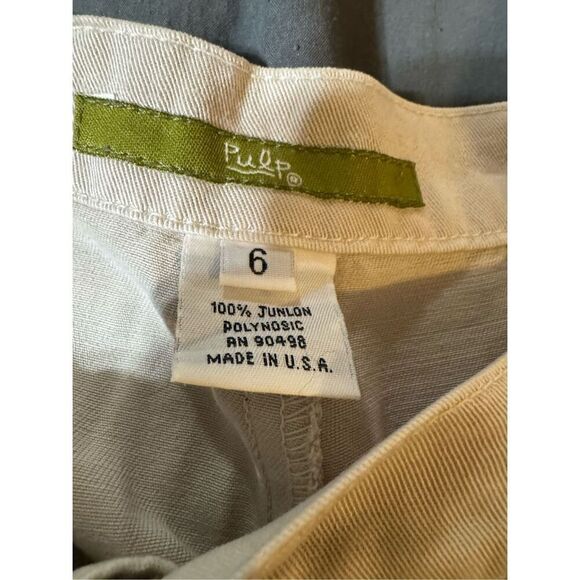 Pulp®
6
100% JUNLON
POLYNOSIC
RN 90498
MADE IN U.S.A.